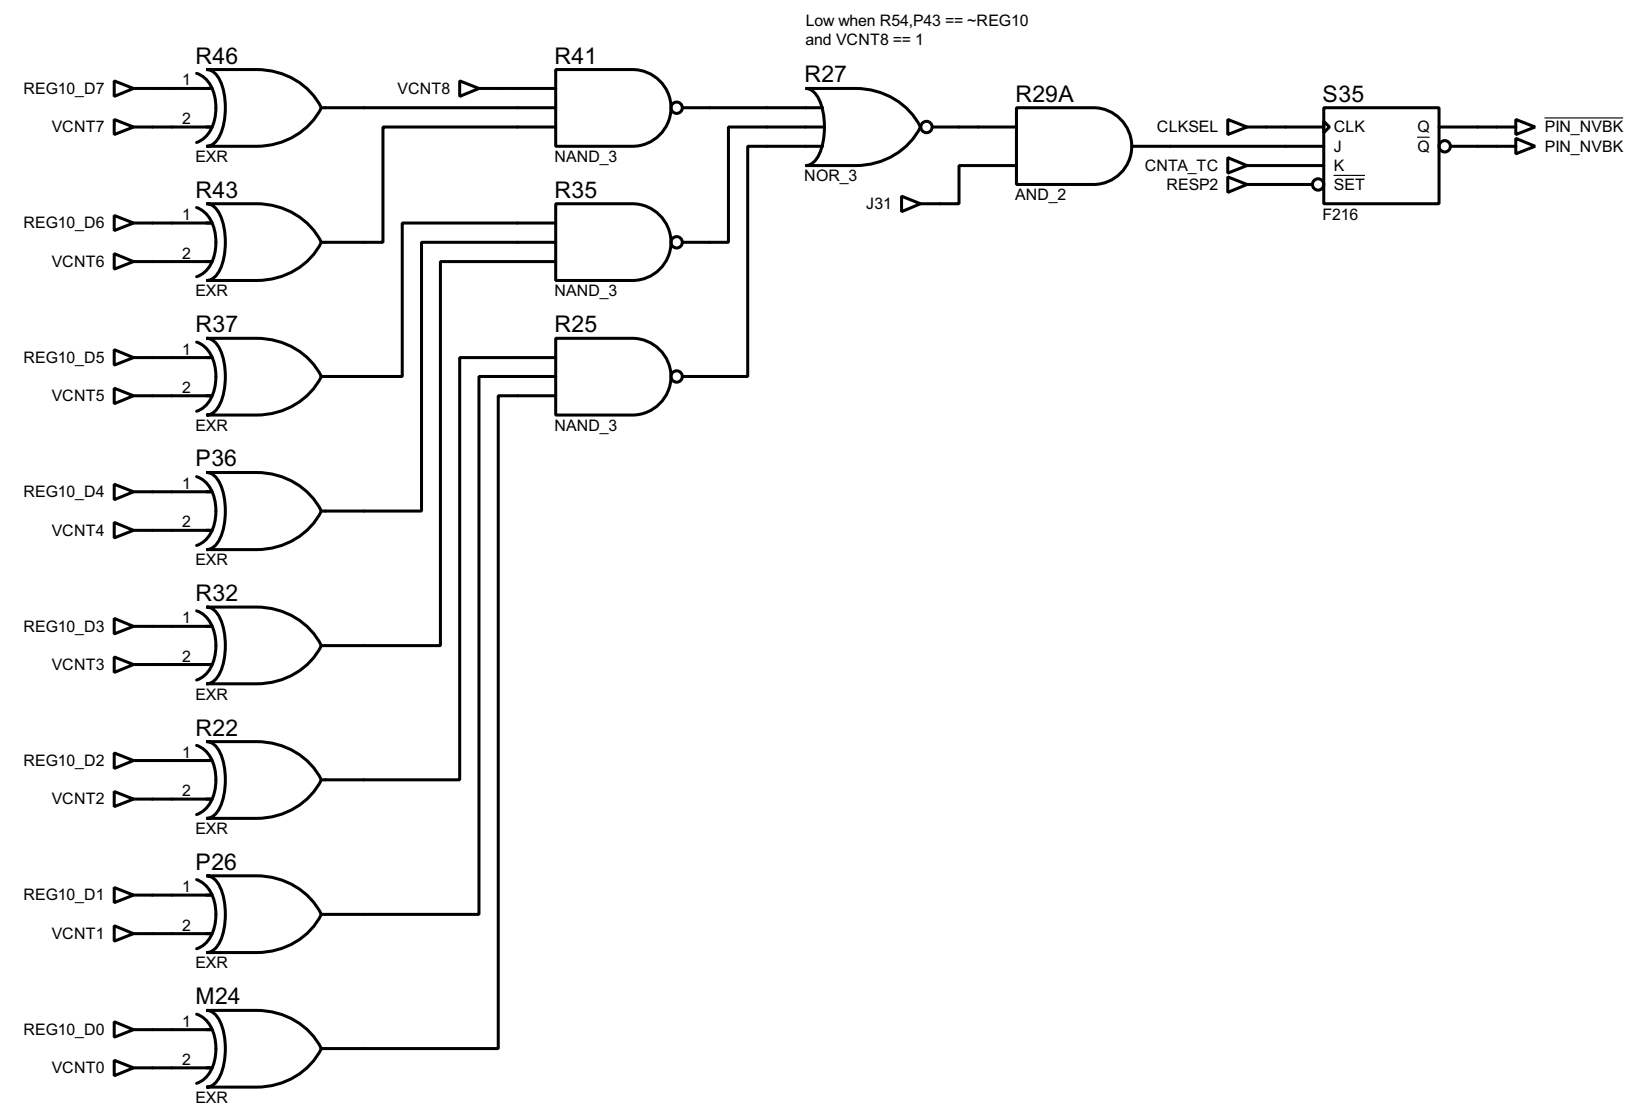 Low when R54,P43 == ~REG10
and VCNT8 == 1
R46
REG10_D7
1
VCNT7
2
EXR
VCNT8
R41
NAND_3
R27
NOR_3
R29A
J31
AND_2
S35
CLKSEL
CLK
Q
PIN_NVBK
J
Q
PIN_NVBK
CNTA_TC
K
RESP2
SET
F216
R43
REG10_D6
1
VCNT6
2
EXR
R35
NAND_3
R37
REG10_D5
1
VCNT5
2
EXR
R25
NAND_3
P36
REG10_D4
1
VCNT4
2
EXR
R32
REG10_D3
1
VCNT3
2
EXR
R22
REG10_D2
1
VCNT2
2
EXR
P26
REG10_D1
1
VCNT1
2
EXR
M24
REG10_D0
1
VCNT0
2
EXR